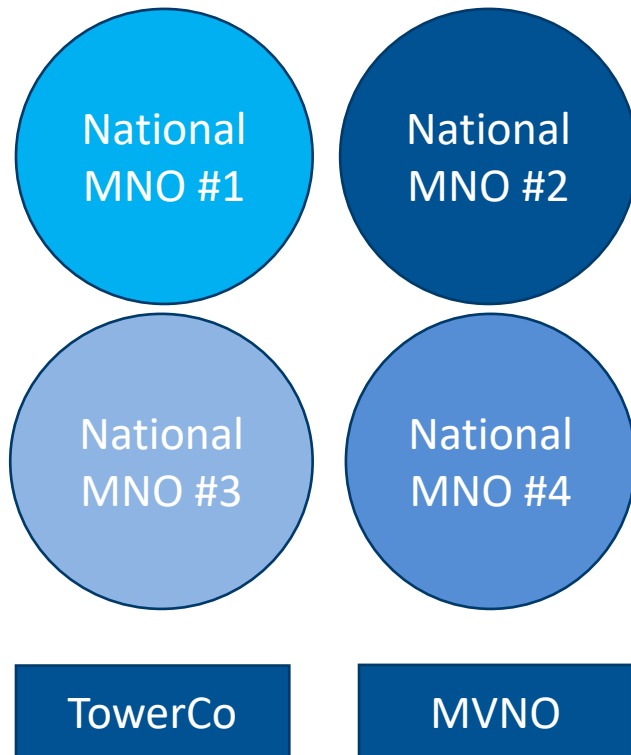 National
MNO #1
National
MNO #2
National
MNO #3
National
MNO #4
TowerCo
MVNO